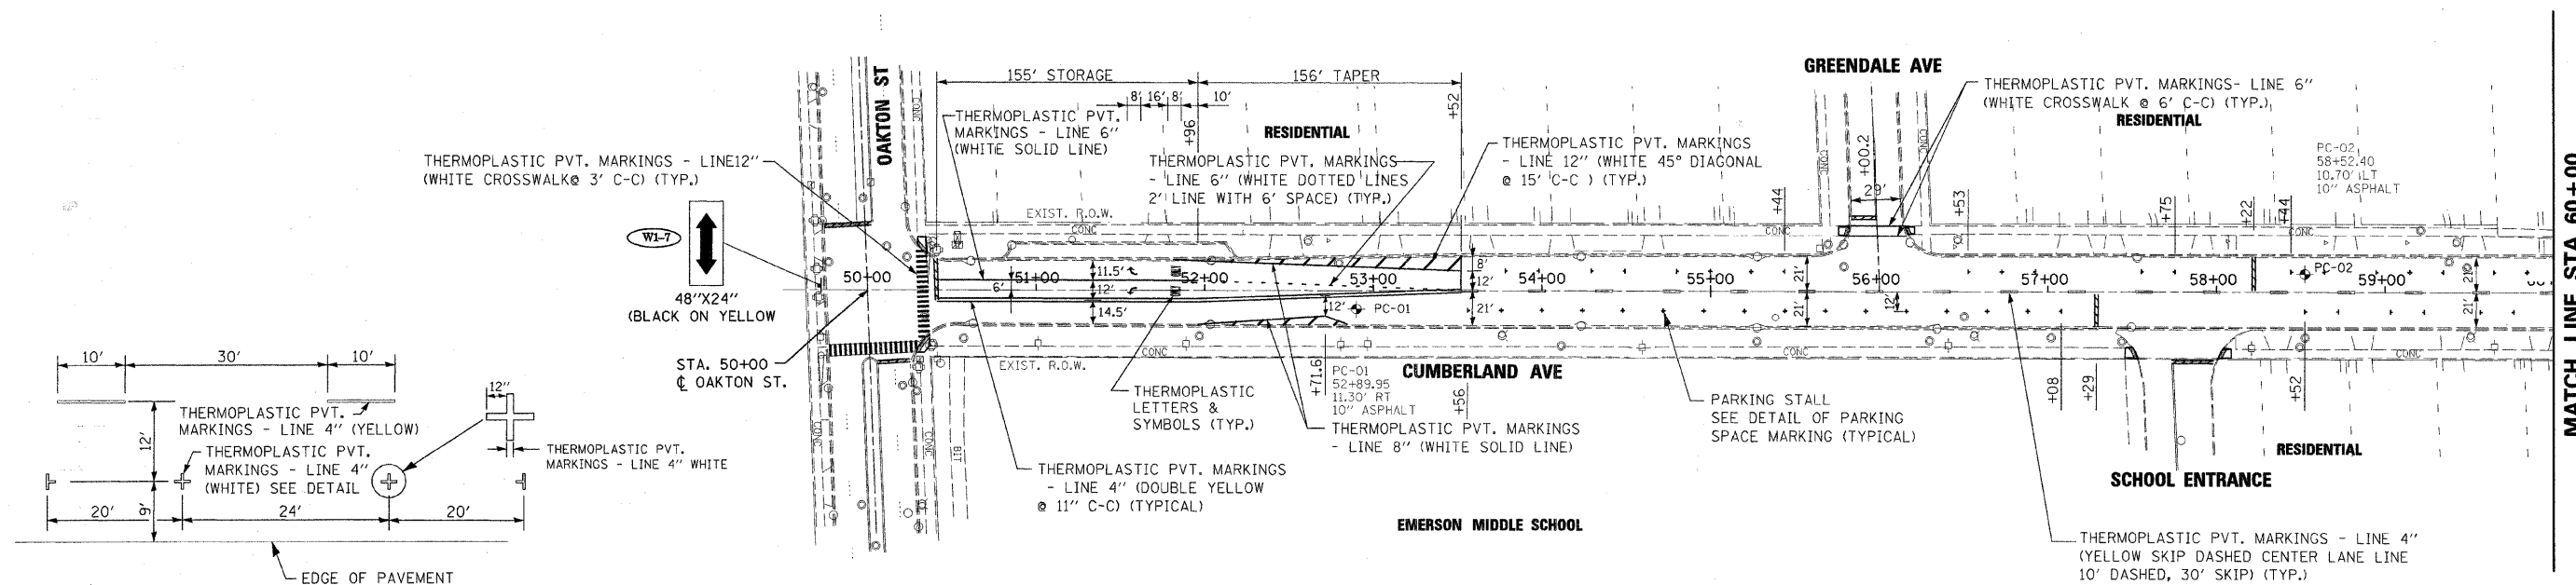 155' STORAGE
156' TAPER
8'
16'
8'
10'
+96
+52
OAKTON ST
CONC
CONC
THERMOPLASTIC PVT.
MARKINGS - LINE 6"
(WHITE SOLID LINE)
RESIDENTIAL
THERMOPLASTIC PVT. MARKINGS
- LINE 6" (WHITE DOTTED LINES
2' LINE WITH 6' SPACE) (TYP.)
THERMOPLASTIC PVT. MARKINGS
- LINE 12" (WHITE 45° DIAGONAL
@ 15' C-C ) (TYP.)
GREENDALE AVE
THERMOPLASTIC PVT. MARKINGS- LINE 6"
(WHITE CROSSWALK @ 6' C-C) (TYP.)
RESIDENTIAL
CONC
CONC
+00.2
29'
+44
+53
+75
+22
+44
PC-02
58+52.40
10.70' LT
10" ASPHALT
MATCH LINE STA 60+00
THERMOPLASTIC PVT. MARKINGS - LINE12"
(WHITE CROSSWALK@ 3' C-C) (TYP.)
W1-7
48"X24"
(BLACK ON YELLOW
STA. 50+00
℄ OAKTON ST.
EXIST. R.O.W.
CONC
CONC
CONC
50+00
51+00
52+00
53+00
54+00
55+00
56+00
57+00
58+00
59+00
11.5'
6'
12'
14.5'
12'
8'
12'
21'
21'
21'
12'
21'
21'
PC-01
PC-02
EXIST. R.O.W.
CONC
CONC
CONC
CONC
CONC
BIT
CUMBERLAND AVE
+71.6
PC-01
52+89.95
11.30' RT
10" ASPHALT
+56
+08
+29
+52
THERMOPLASTIC
LETTERS &
SYMBOLS (TYP.)
THERMOPLASTIC PVT. MARKINGS
- LINE 8" (WHITE SOLID LINE)
PARKING STALL
SEE DETAIL OF PARKING
SPACE MARKING (TYPICAL)
THERMOPLASTIC PVT. MARKINGS
- LINE 4" (DOUBLE YELLOW
@ 11" C-C) (TYPICAL)
EMERSON MIDDLE SCHOOL
RESIDENTIAL
SCHOOL ENTRANCE
THERMOPLASTIC PVT. MARKINGS - LINE 4"
(YELLOW SKIP DASHED CENTER LANE LINE
10' DASHED, 30' SKIP) (TYP.)
10'
30'
10'
12"
THERMOPLASTIC PVT.
MARKINGS - LINE 4" (YELLOW)
12'
THERMOPLASTIC PVT.
MARKINGS - LINE 4"
(WHITE) SEE DETAIL
THERMOPLASTIC PVT.
MARKINGS - LINE 4" WHITE
9'
20'
24'
20'
EDGE OF PAVEMENT